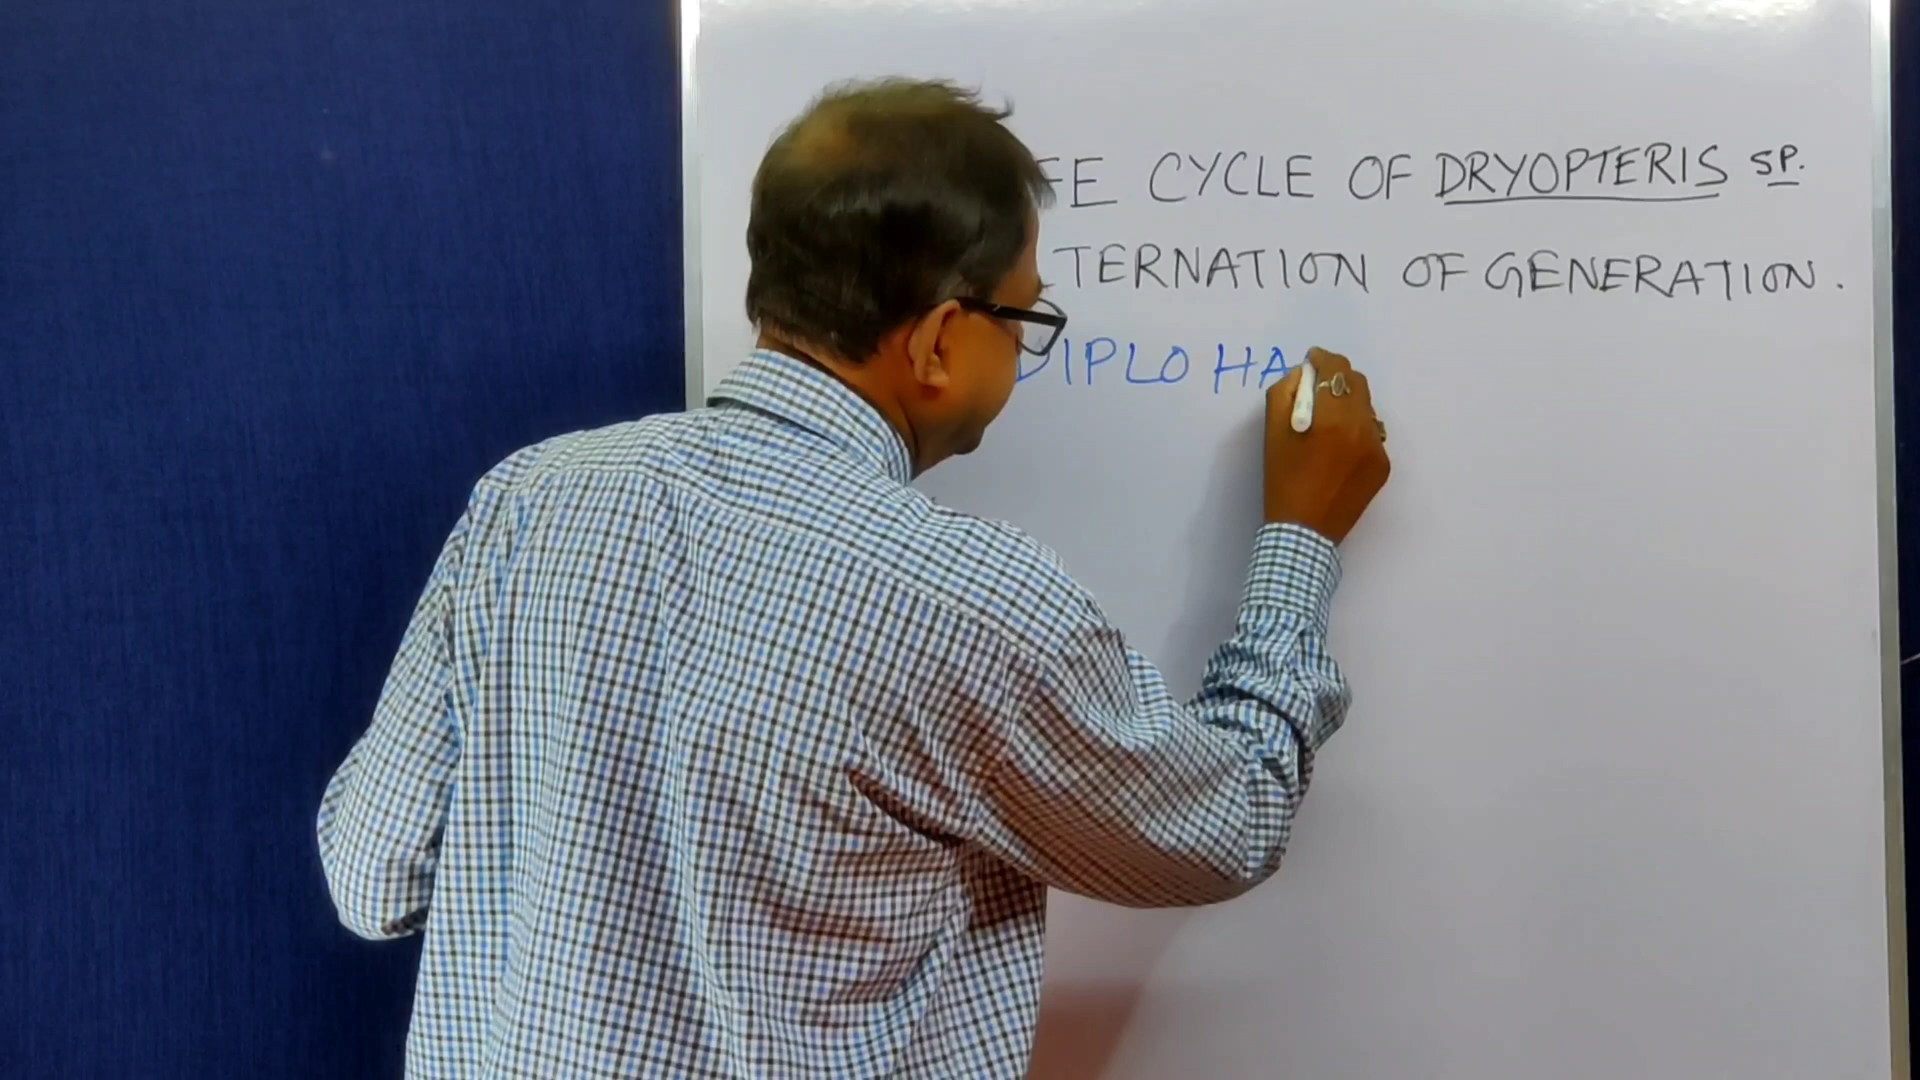 FE CYCLE OF DRYOPTERIS SP.
TERNATION OF GENERATION.
DIPLO HA